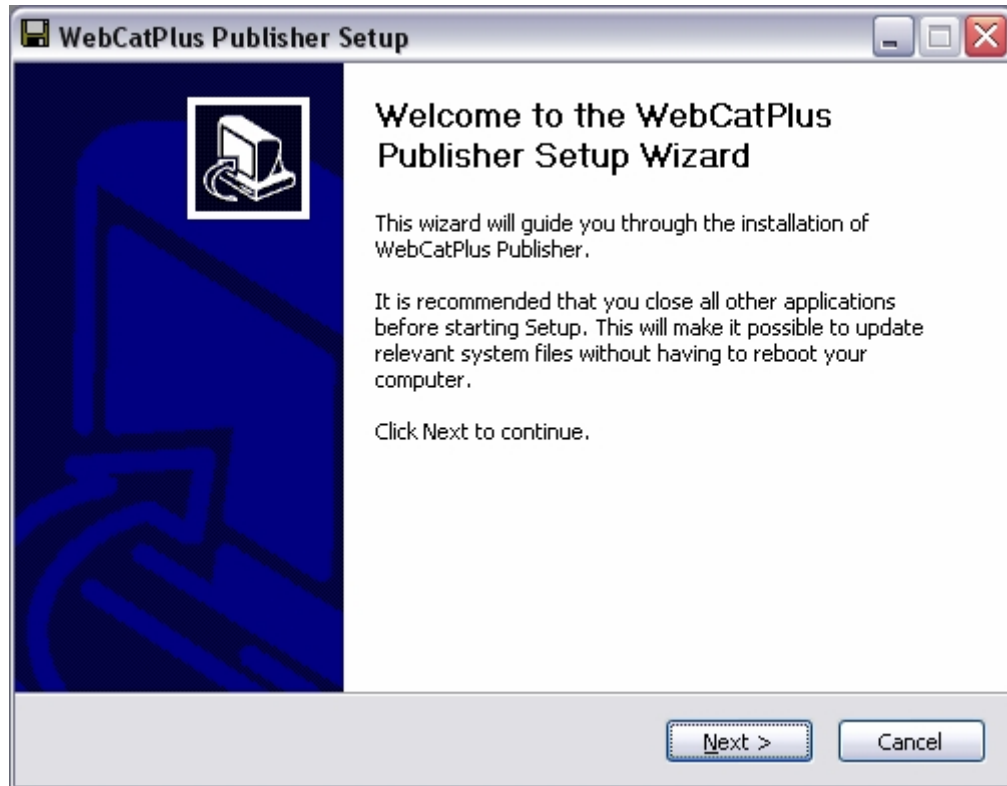 WebCatPlus Publisher Setup
Welcome to the WebCatPlus
Publisher Setup Wizard
This wizard will guide you through the installation of
WebCatPlus Publisher.
It is recommended that you close all other applications
before starting Setup. This will make it possible to update
relevant system files without having to reboot your
computer.
Click Next to continue.
Next >
Cancel